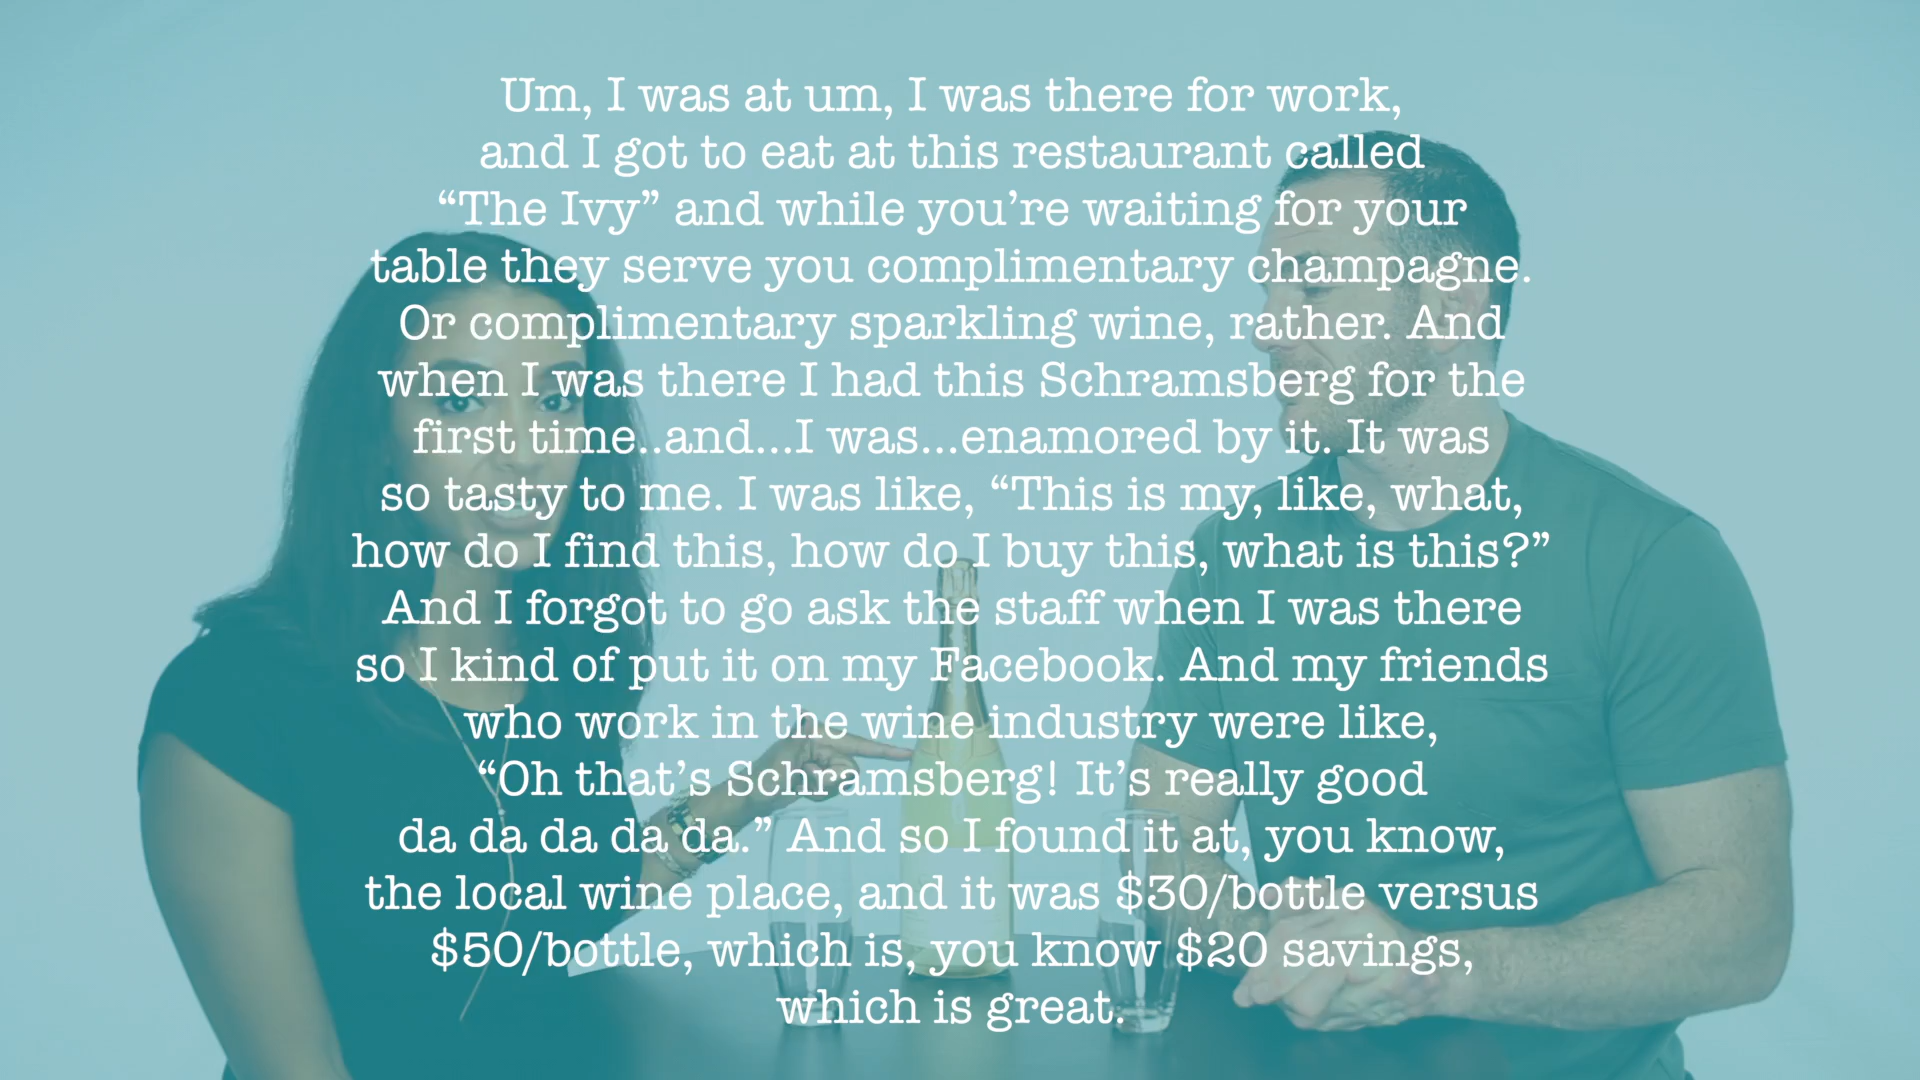 Um, I was at um, I was there for work,
and I got to eat at this restaurant called
“The Ivy” and while you’re waiting for your
table they serve you complimentary champagne.
Or complimentary sparkling wine, rather. And
when I was there I had this Schramsberg for the
first time..and...I was...enamored by it. It was
so tasty to me. I was like, “This is my, like, what,
how do I find this, how do I buy this, what is this?”
And I forgot to go ask the staff when I was there
so I kind of put it on my Facebook. And my friends
who work in the wine industry were like,
“Oh that’s Schramsberg! It’s really good
da da da da da.” And so I found it at, you know,
the local wine place, and it was $30/bottle versus
$50/bottle, which is, you know $20 savings,
which is great.